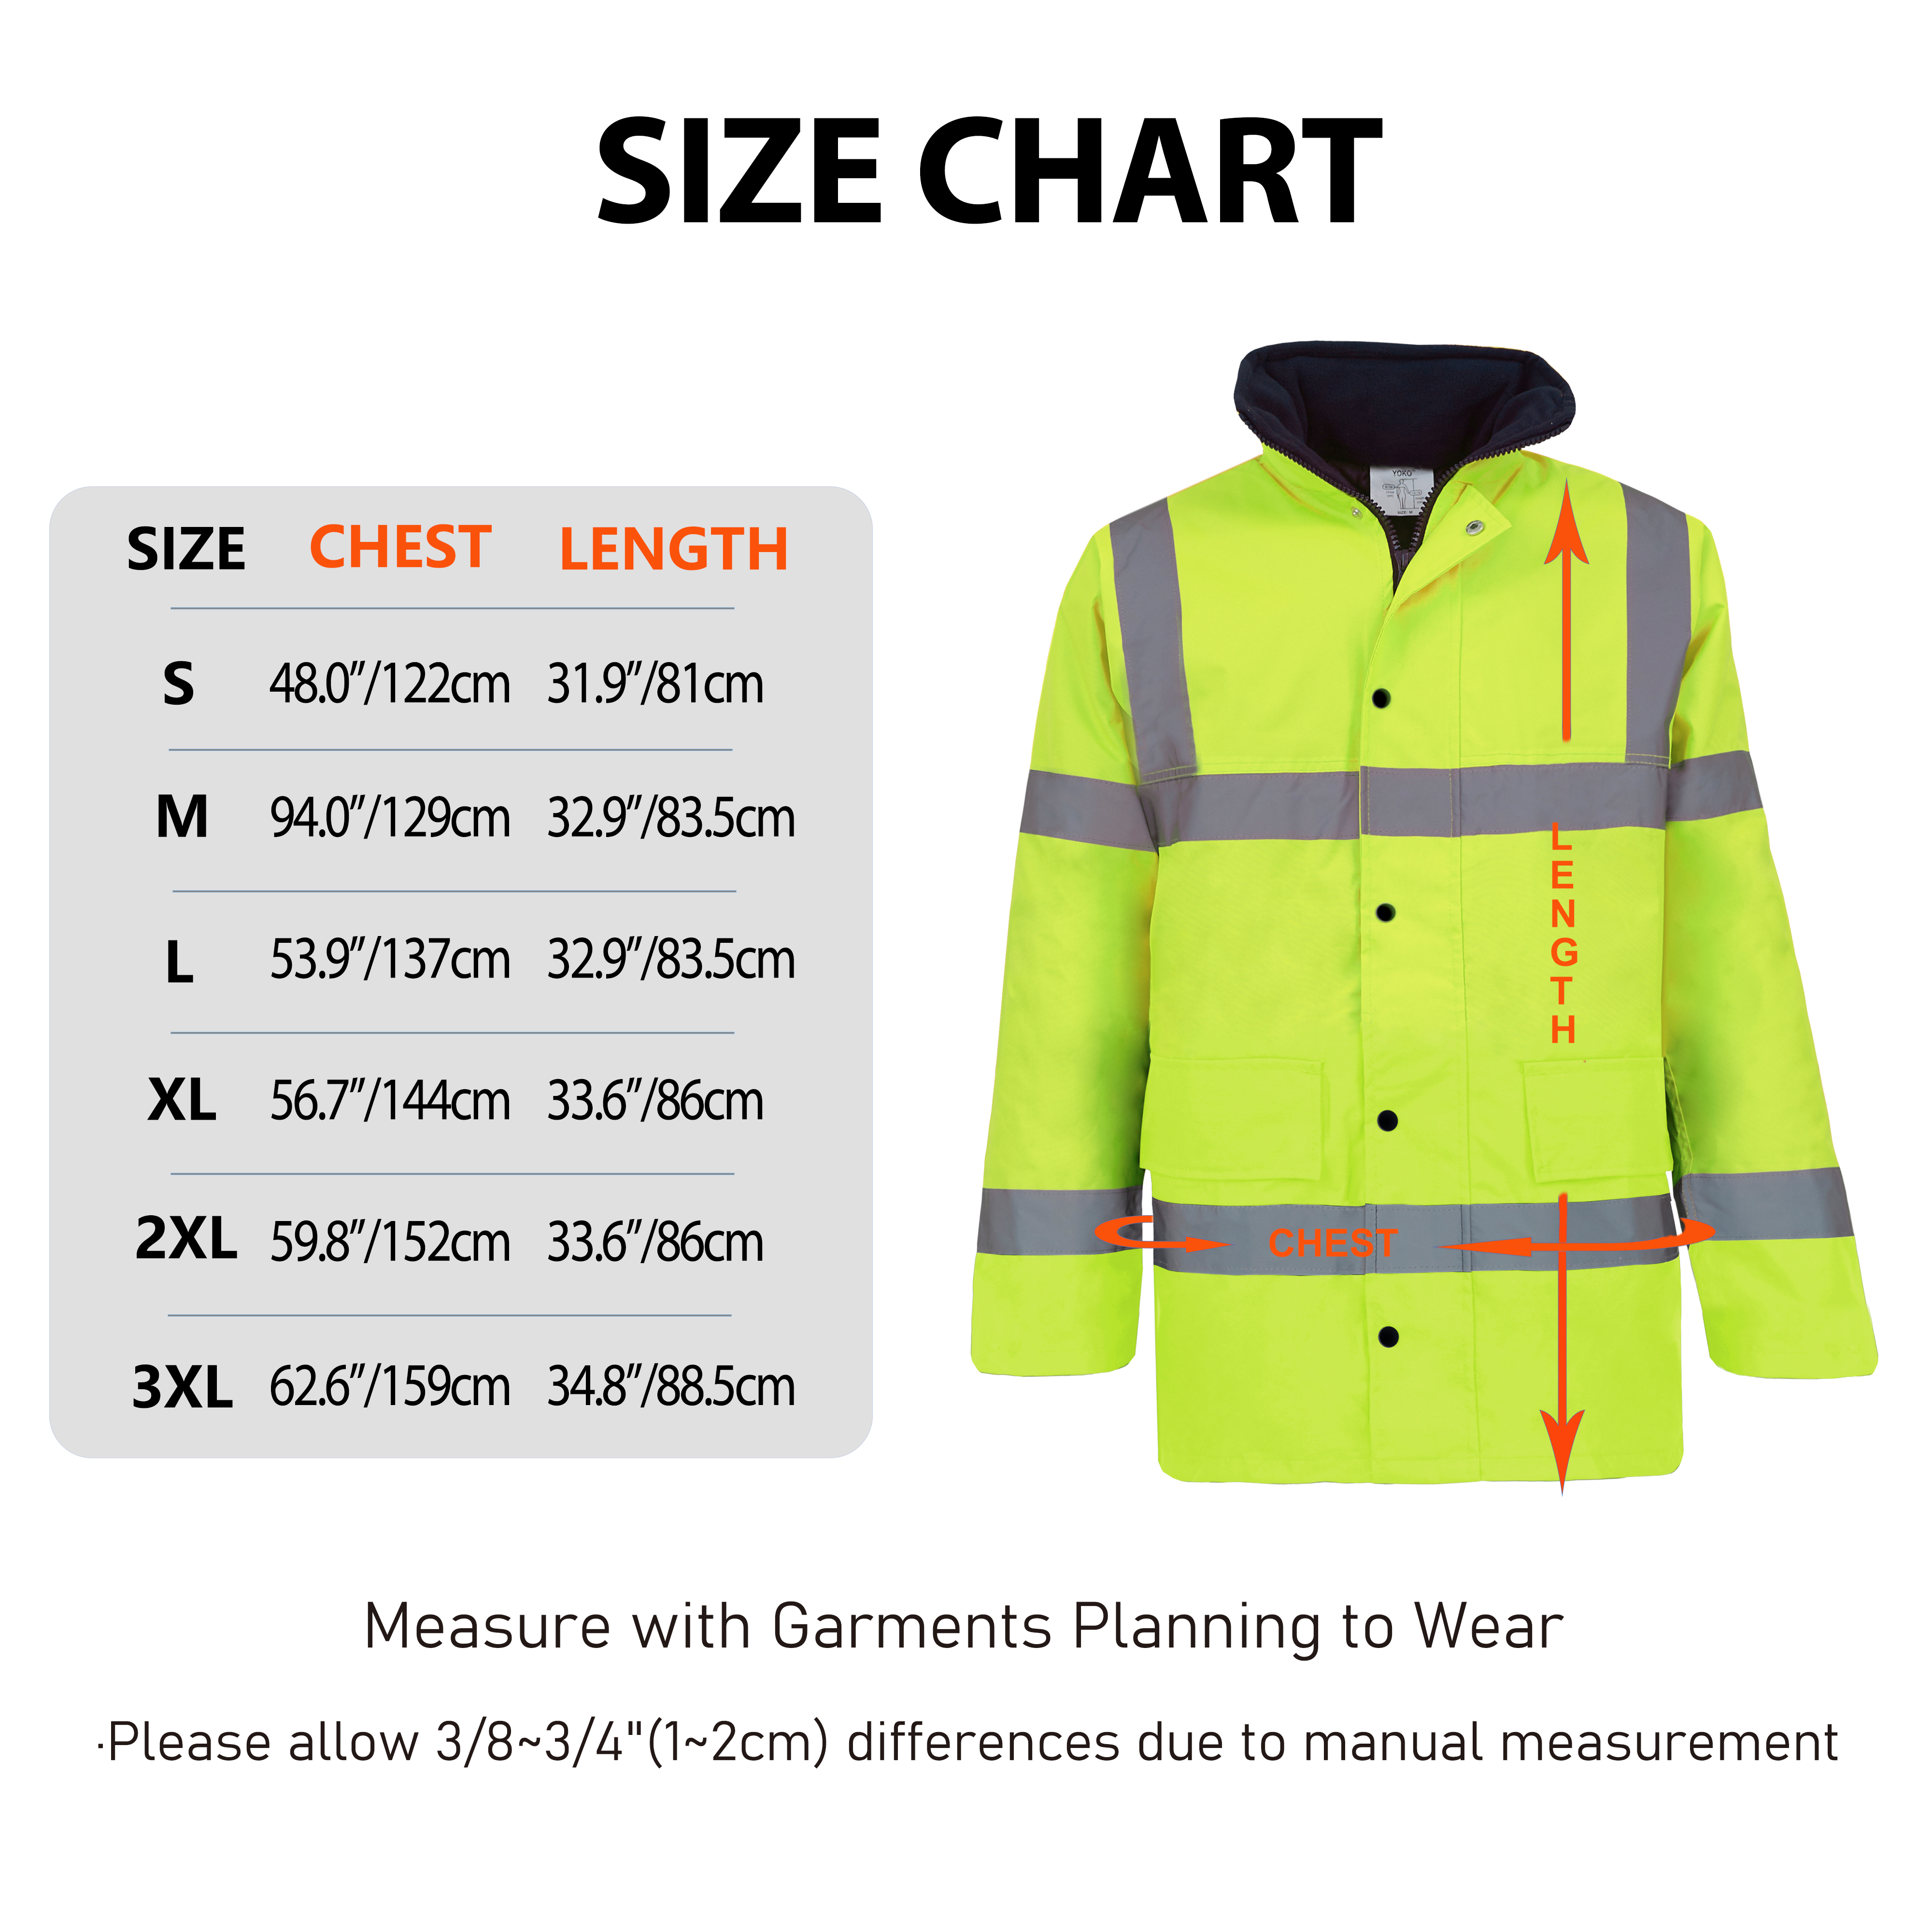 SIZE CHART
YOKO
SIZE: M
SIZE CHEST LENGTH
S 48.0”/122cm 31.9”/81cm
M 94.0”/129cm 32.9”/83.5cm
L 53.9”/137cm 32.9”/83.5cm
XL 56.7”/144cm 33.6”/86cm
2XL 59.8”/152cm 33.6”/86cm
3XL 62.6”/159cm 34.8”/88.5cm
LENGTH
CHEST
Measure with Garments Planning to Wear
·Please allow 3/8~3/4"(1~2cm) differences due to manual measurement